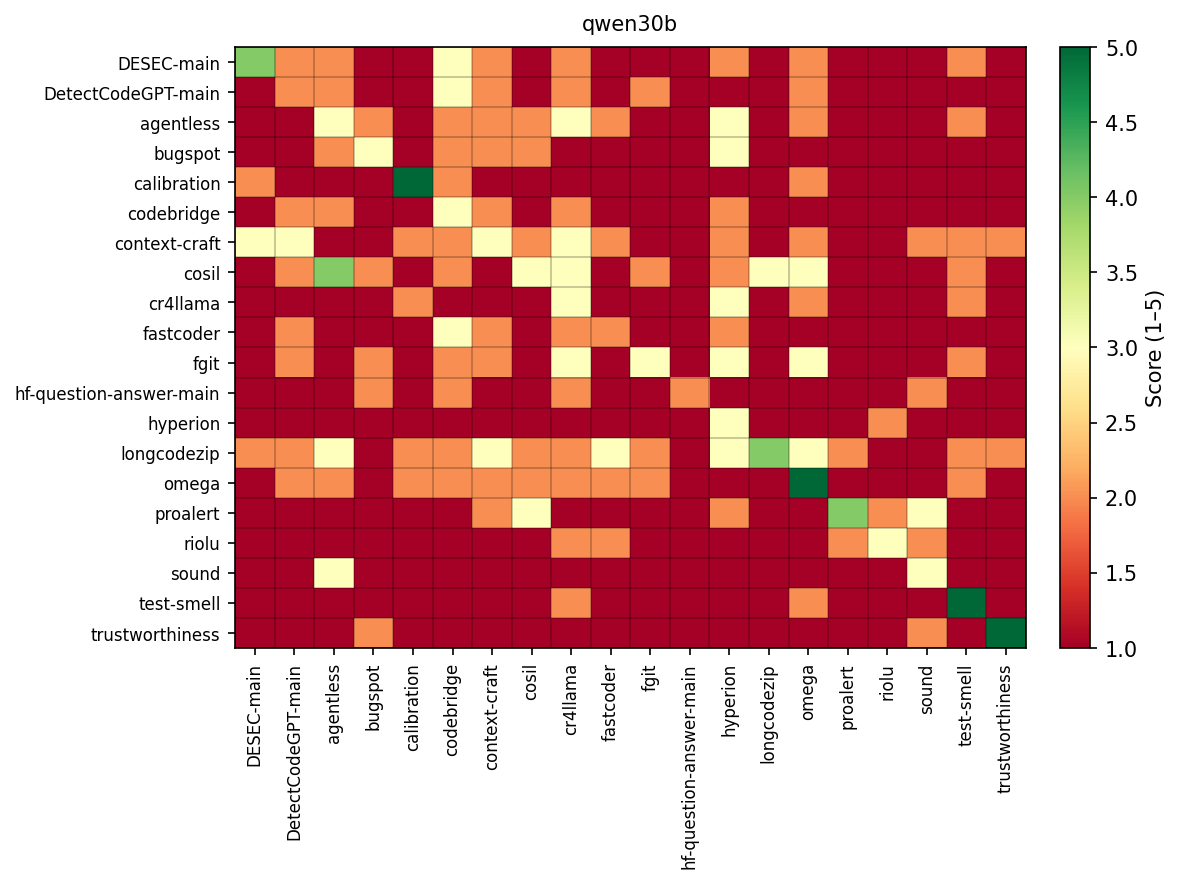 qwen30b
DESEC-main
DetectCodeGPT-main
agentless
bugspot
calibration
codebridge
context-craft
cosil
cr4llama
fastcoder
fgit
hf-question-answer-main
hyperion
longcodezip
omega
proalert
riolu
sound
test-smell
trustworthiness
DESEC-main
DetectCodeGPT-main
agentless
bugspot
calibration
codebridge
context-craft
cosil
cr4llama
fastcoder
fgit
hf-question-answer-main
hyperion
longcodezip
omega
proalert
riolu
sound
test-smell
trustworthiness
5.0
4.5
4.0
3.5
3.0
2.5
2.0
1.5
1.0
Score (1–5)